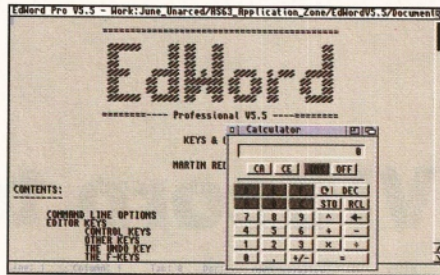 EdWord Pro V5.5 - Work:June_Unarced/AS63_Application_Zone/EdWordV5.5/Documents
EdWord
Professional V5.5
KEYS &
MARTIN REI
Calculator
0
CA CE OFF
DEC
STO RCL
7 8 9 ^
4 5 6 + -
1 2 3 × ÷
0 . +/- =
CONTENTS:
COMMAND LINE OPTIONS
EDITOR KEYS
CONTROL KEYS
OTHER KEYS
THE UNDO KEY
THE F-KEYS